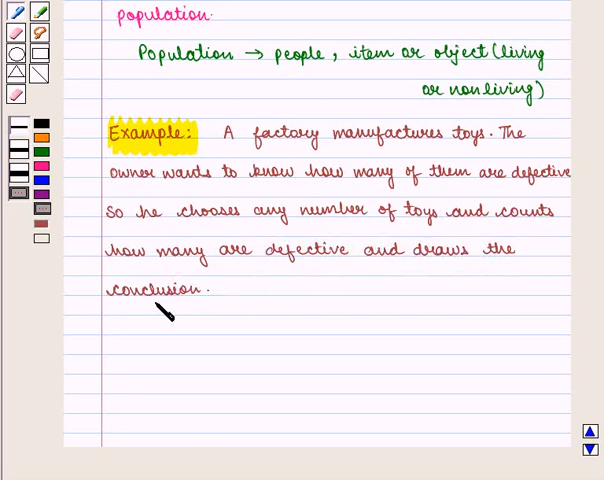 population.
Population → people, item or object (living
or nonliving)
Example: A factory manufactures toys. The
owner wants to know how many of them are defective
so he chooses any number of toys and counts
how many are defective and draws the
conclusion.